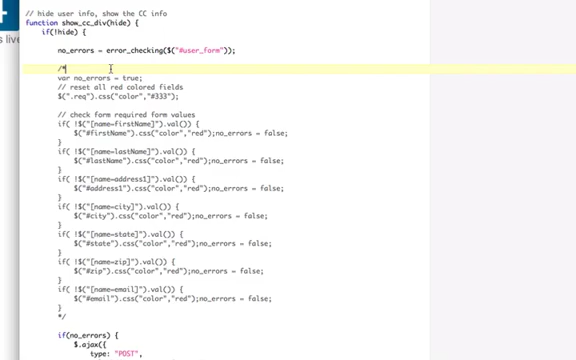 // hide user info, show the CC info
function show_cc_div(hide) {
if(!hide) {
s live
no_errors = error_checking($("#user_form"));
/*
var no_errors = true;
// reset all red colored fields
$(".req").css("color","#333");
// check form required form values
if( !$("[name=firstName]").val()) {
$("#firstName").css("color","red");no_errors = false;
}
if( !$("[name=lastName]").val()) {
$("#lastName").css("color","red");no_errors = false;
}
if( !$("[name=address1]").val()) {
$("#address1").css("color","red");no_errors = false;
}
if( !$("[name=city]").val()) {
$("#city").css("color","red");no_errors = false;
}
if( !$("[name=state]").val()) {
$("#state").css("color","red");no_errors = false;
}
if( !$("[name=zip]").val()) {
$("#zip").css("color","red");no_errors = false;
}
if( !$("[name=email]").val()) {
$("#email").css("color","red");no_errors = false;
}
*/
if(no_errors) {
$.ajax({
type: "POST",